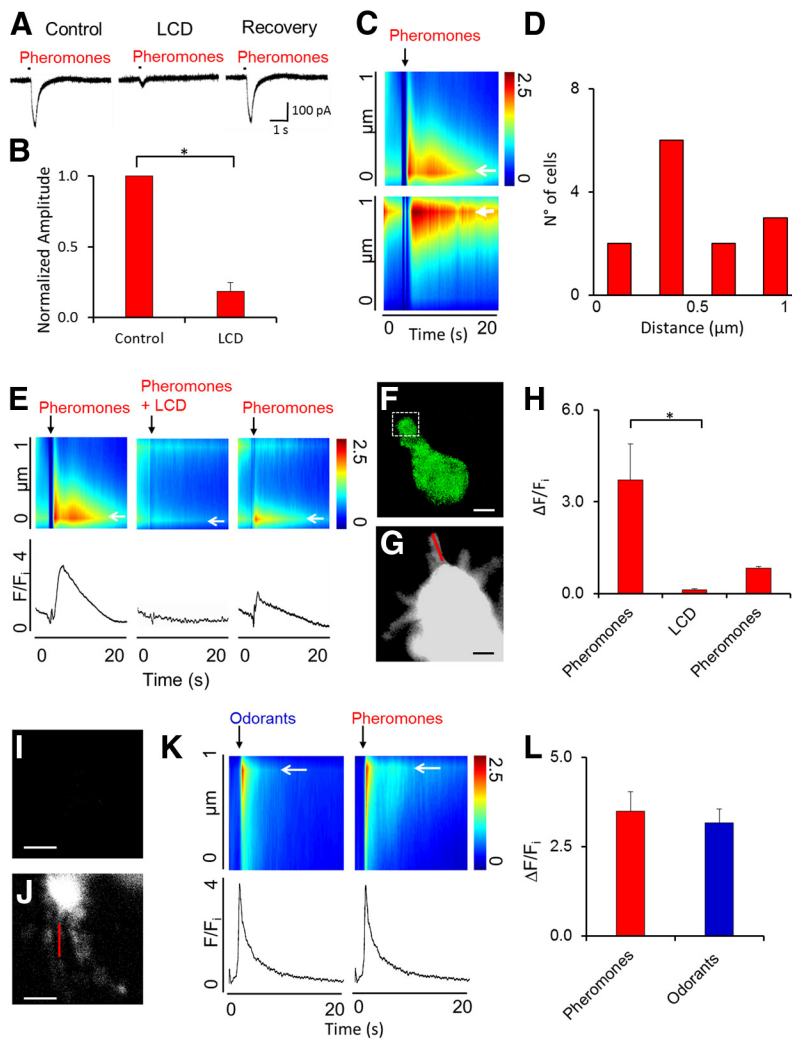 A
Control
LCD
Recovery
Pheromones
Pheromones
Pheromones
100 pA
1 s
B
*
Normalized Amplitude
1.0
0.5
0.0
Control
LCD
C
Pheromones
1
µm
0
2.5
0
1
µm
0
0
Time (s)
20
D
N° of cells
8
4
0
0
0.5
1
Distance (µm)
E
Pheromones
Pheromones
+ LCD
Pheromones
1
µm
0
2.5
0
F/Fi
4
0
0
20
0
20
0
20
Time (s)
F
G
H
*
ΔF/Fi
6.0
3.0
0.0
Pheromones
LCD
Pheromones
I
J
K
Odorants
Pheromones
1
µm
0
2.5
0
F/Fi
4
0
0
20
0
20
Time (s)
L
ΔF/Fi
5.0
2.5
0.0
Pheromones
Odorants